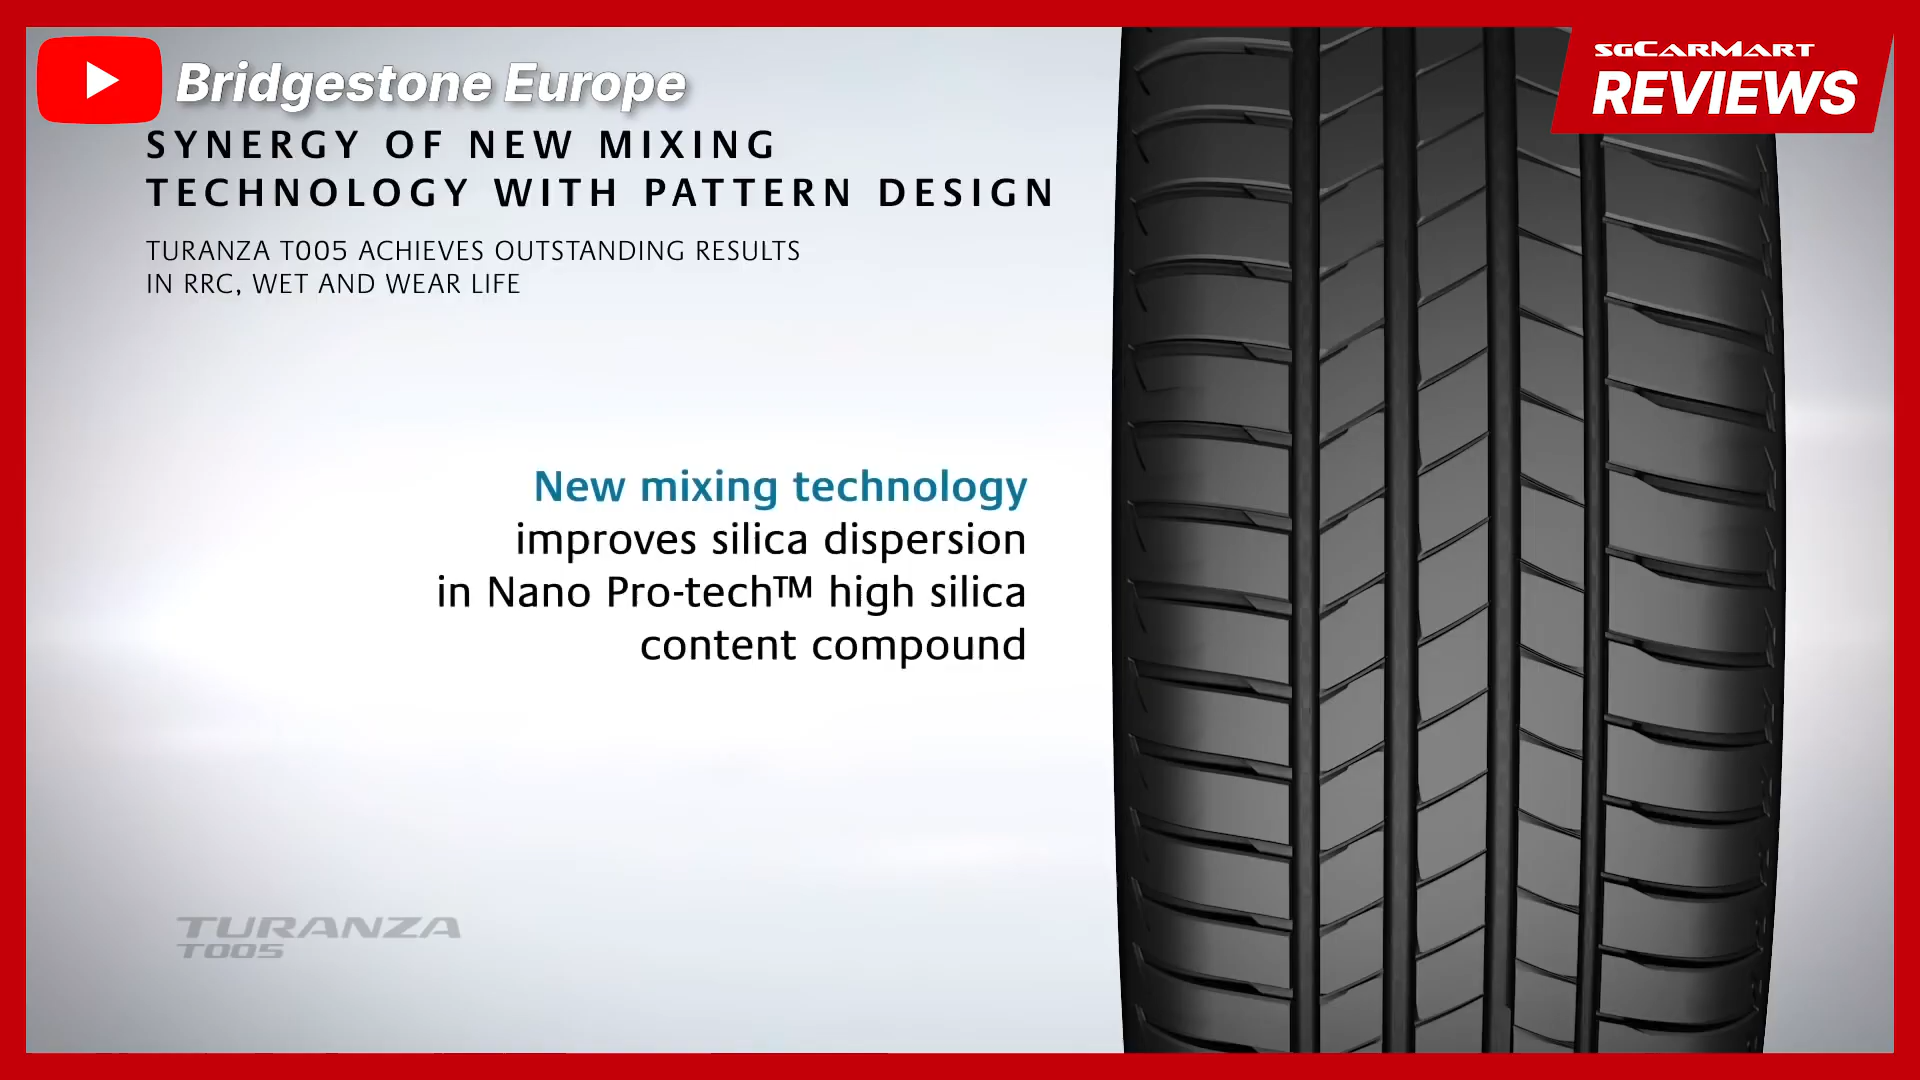 Bridgestone Europe
sgCarMart
REVIEWS
SYNERGY OF NEW MIXING
TECHNOLOGY WITH PATTERN DESIGN
TURANZA T005 ACHIEVES OUTSTANDING RESULTS
IN RRC, WET AND WEAR LIFE
New mixing technology
improves silica dispersion
in Nano Pro-tech™ high silica
content compound
TURANZA
T005